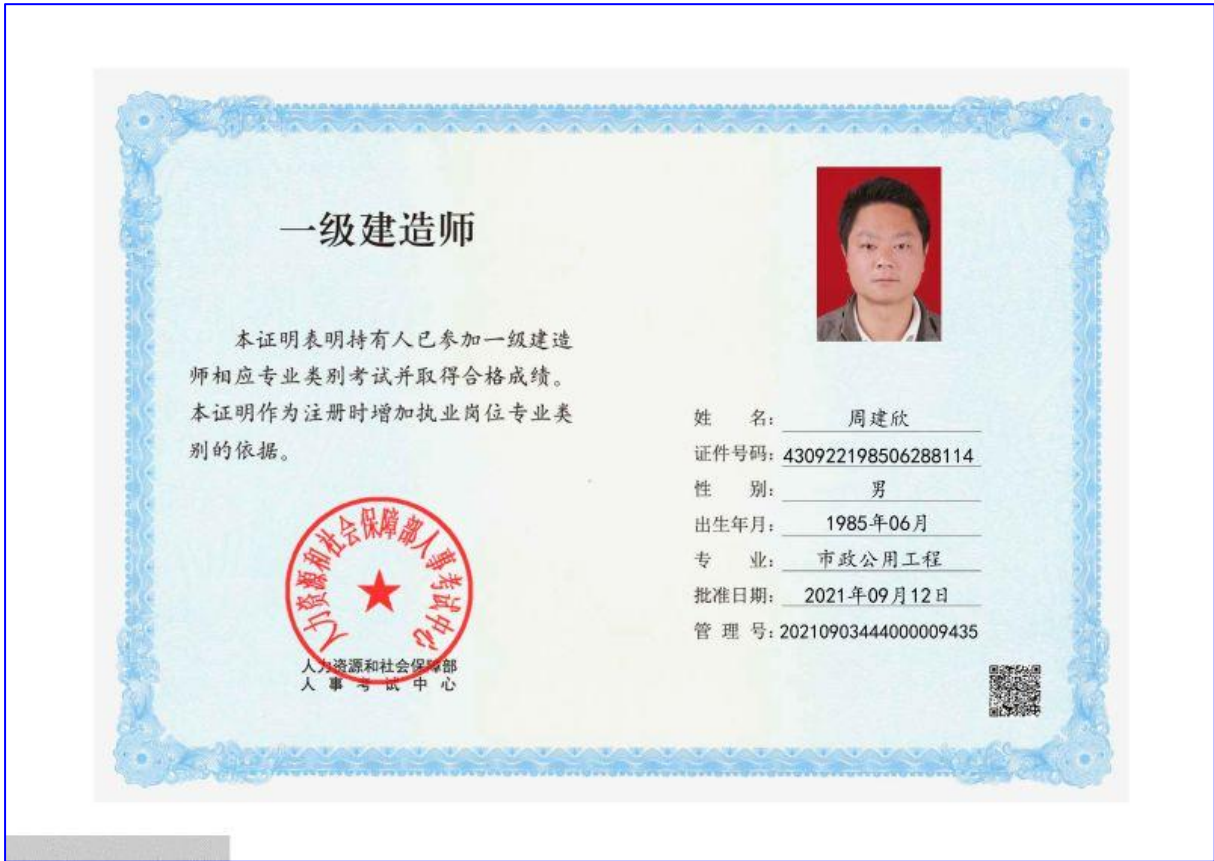 一级建造师
本证明表明持有人已参加一级建造
师相应专业类别考试并取得合格成绩。
本证明作为注册时增加执业岗位专业类
别的依据。
人力资源和社会保障部人事考试中心
人力资源和社会保障部
人事考试中心
姓 名：周建欣
证件号码：430922198506288114
性 别：男
出生年月：1985年06月
专 业：市政公用工程
批准日期：2021年09月12日
管 理 号：20210903444000009435